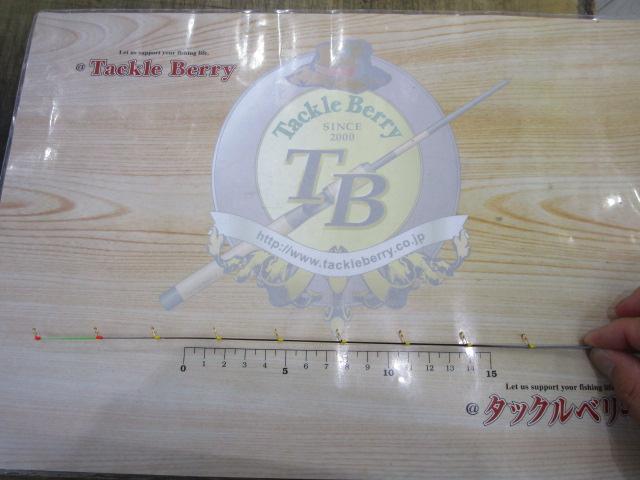 Let us support your fishing life.
@ Tackle Berry
Tackle Berry
SINCE
2000
TB
http://www.tackleberry.co.jp
0 1 2 3 4 5 6 7 8 9 10 11 12 13 14 15
Let us support your fishing life
@ タックルベリー